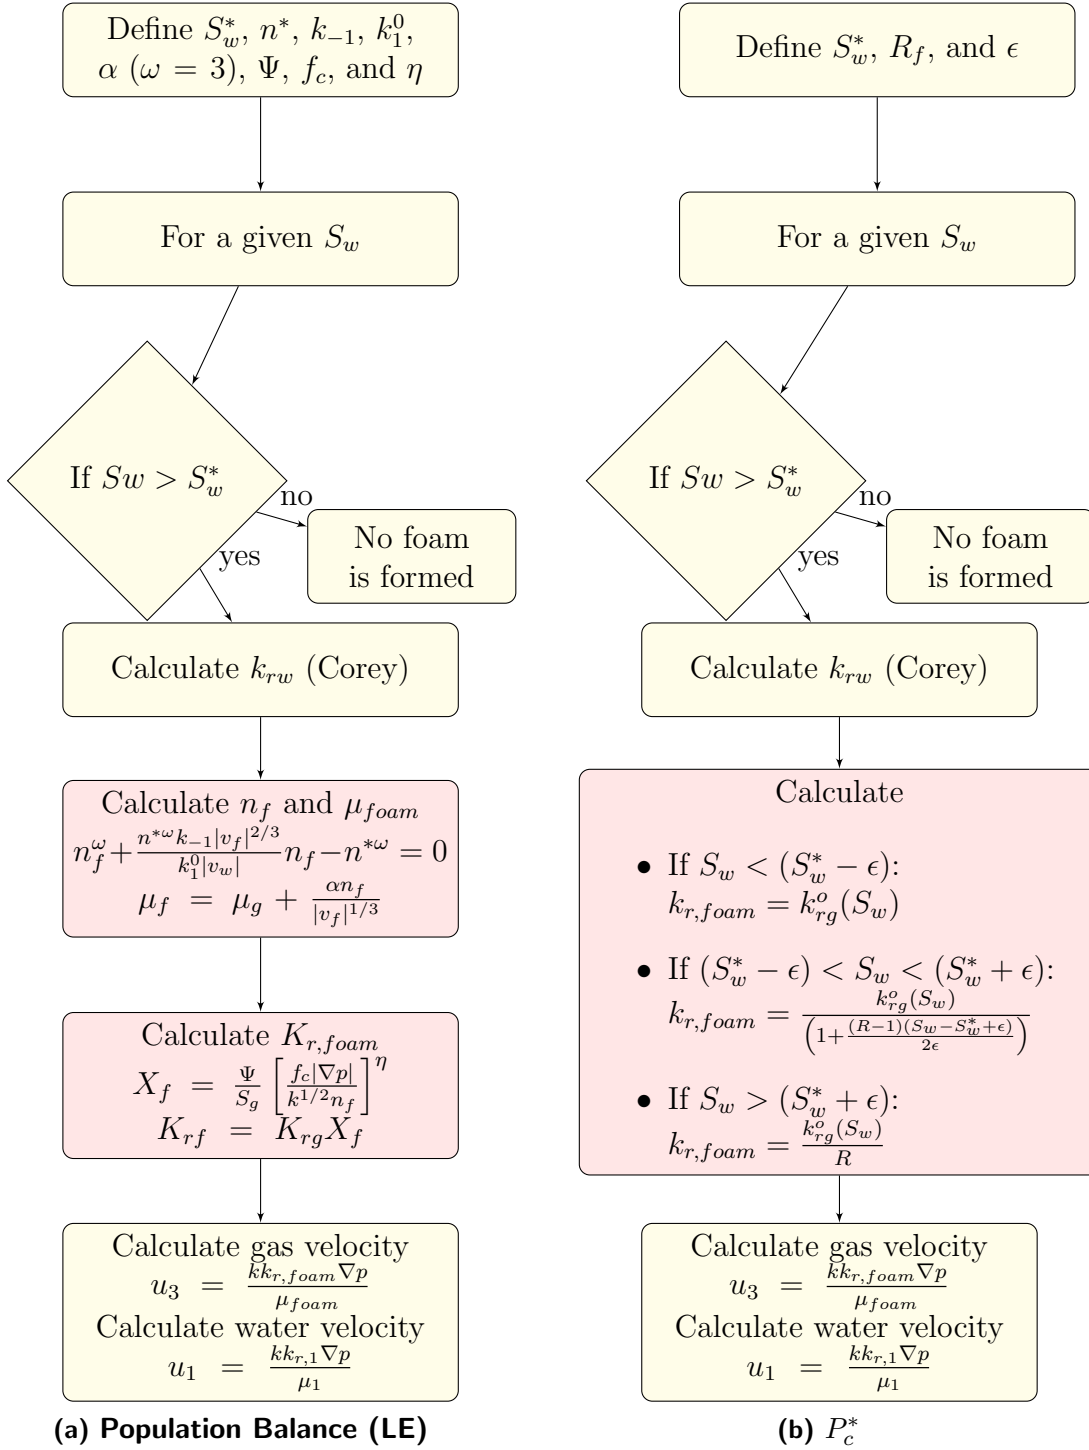 Define $S_w^*$, $n^*$, $k_{-1}$, $k_1^0$,
$\alpha$ ($\omega = 3$), $\Psi$, $f_c$, and $\eta$
For a given $S_w$
If $Sw > S_w^*$
no
No foam
is formed
yes
Calculate $k_{rw}$ (Corey)
Calculate $n_f$ and $\mu_{foam}$
$n_f^\omega + \frac{n^{*\omega} k_{-1} |v_f|^{2/3}}{k_1^0 |v_w|} n_f - n^{*\omega} = 0$
$\mu_f = \mu_g + \frac{\alpha n_f}{|v_f|^{1/3}}$
Calculate $K_{r,foam}$
$X_f = \frac{\Psi}{S_g} \left[ \frac{f_c |\nabla p|}{k^{1/2} n_f} \right]^\eta$
$K_{rf} = K_{rg} X_f$
Calculate gas velocity
$u_3 = \frac{k k_{r,foam} \nabla p}{\mu_{foam}}$
Calculate water velocity
$u_1 = \frac{k k_{r,1} \nabla p}{\mu_1}$
(a) Population Balance (LE)
Define $S_w^*$, $R_f$, and $\epsilon$
For a given $S_w$
If $Sw > S_w^*$
no
No foam
is formed
yes
Calculate $k_{rw}$ (Corey)
Calculate
• If $S_w < (S_w^* - \epsilon)$:
$k_{r,foam} = k_{rg}^o(S_w)$
• If $(S_w^* - \epsilon) < S_w < (S_w^* + \epsilon)$:
$k_{r,foam} = \frac{k_{rg}^o(S_w)}{\left(1 + \frac{(R-1)(S_w - S_w^* + \epsilon)}{2\epsilon}\right)}$
• If $S_w > (S_w^* + \epsilon)$:
$k_{r,foam} = \frac{k_{rg}^o(S_w)}{R}$
Calculate gas velocity
$u_3 = \frac{k k_{r,foam} \nabla p}{\mu_{foam}}$
Calculate water velocity
$u_1 = \frac{k k_{r,1} \nabla p}{\mu_1}$
(b) $P_c^*$